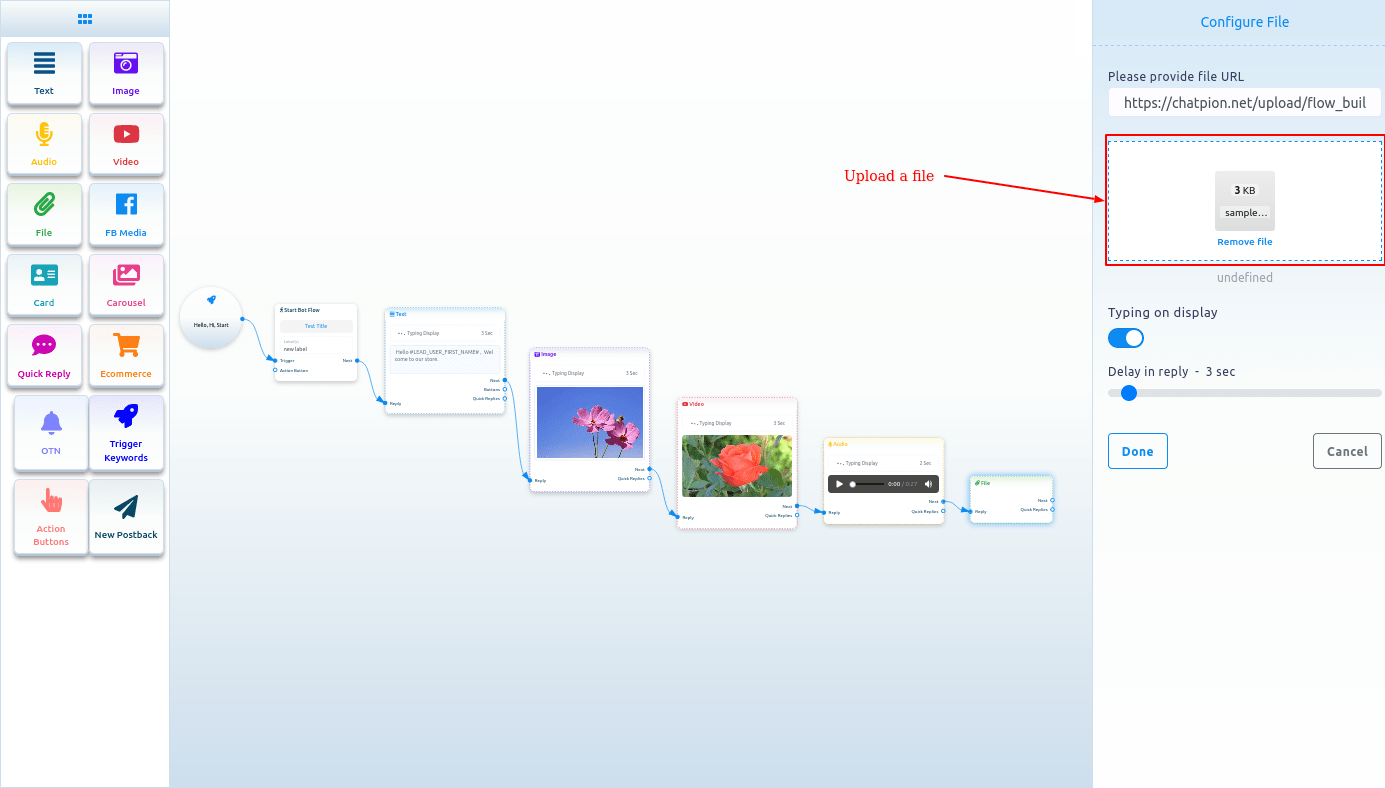 Text
Image
Audio
Video
File
FB Media
Card
Carousel
Quick Reply
Ecommerce
OTN
Trigger
Keywords
Action
Buttons
New Postback
Hello, Hi, Start
Start Bot Flow
Test Title
Label(s)
new label
Trigger
Next
Action Button
Text
Typing Display
3 Sec
Hello #LEAD_USER_FIRST_NAME# , Wel
come to our store.
Next
Buttons
Quick Replies
Reply
Image
Typing Display
3 Sec
Next
Quick Replies
Reply
Video
Typing Display
3 Sec
Next
Quick Replies
Reply
Audio
Typing Display
2 Sec
0:00 / 0:27
Next
Quick Replies
Reply
File
Next
Quick Replies
Reply
Upload a file
Configure File
Please provide file URL
https://chatpion.net/upload/flow_buil
3 KB
sample...
Remove file
undefined
Typing on display
Delay in reply - 3 sec
Done
Cancel